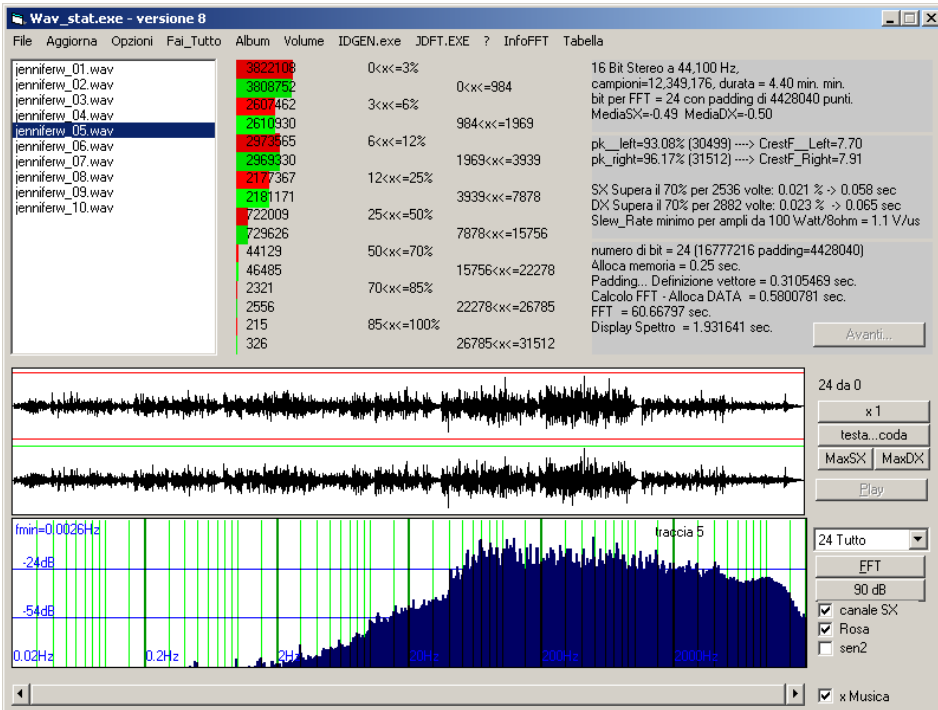 Wav_stat.exe - versione 8
File Aggiorna Opzioni Fai_Tutto Album Volume IDGEN.exe JDFT.EXE ? InfoFFT Tabella
jenniferw_01.wav
jenniferw_02.wav
jenniferw_03.wav
jenniferw_04.wav
jenniferw_05.wav
jenniferw_06.wav
jenniferw_07.wav
jenniferw_08.wav
jenniferw_09.wav
jenniferw_10.wav
3822108 0<x<=3%
3808752 0<x<=984
2607462 3<x<=6%
2610930 984<x<=1969
2973565 6<x<=12%
2969330 1969<x<=3939
2177367 12<x<=25%
2181171 3939<x<=7878
722009 25<x<=50%
729626 7878<x<=15756
44129 50<x<=70%
46485 15756<x<=22278
2321 70<x<=85%
2556 22278<x<=26785
215 85<x<=100%
326 26785<x<=31512
16 Bit Stereo a 44,100 Hz,
campioni=12,349,176, durata = 4.40 min. min.
bit per FFT = 24 con padding di 4428040 punti.
MediaSX=-0.49 MediaDX=-0.50
pk__left=93.08% (30499) ----> CrestF__Left=7.70
pk_right=96.17% (31512) ----> CrestF_Right=7.91
SX Supera il 70% per 2536 volte: 0.021 % -> 0.058 sec
DX Supera il 70% per 2882 volte: 0.023 % -> 0.065 sec
Slew_Rate minimo per ampli da 100 Watt/8ohm = 1.1 V/us
numero di bit = 24 (16777216 padding=4428040)
Alloca memoria = 0.25 sec.
Padding... Definizione vettore = 0.3105469 sec.
Calcolo FFT - Alloca DATA = 0.5800781 sec.
FFT = 60.66797 sec.
Display Spettro = 1.931641 sec.
Avanti...
24 da 0
x 1
testa...coda
MaxSX MaxDX
Play
fmin=0.0026Hz
traccia 5
-24dB
-54dB
0.02Hz 0.2Hz 2Hz 20Hz 200Hz 2000Hz
24 Tutto
FFT
90 dB
canale SX
Rosa
sen2
x Musica